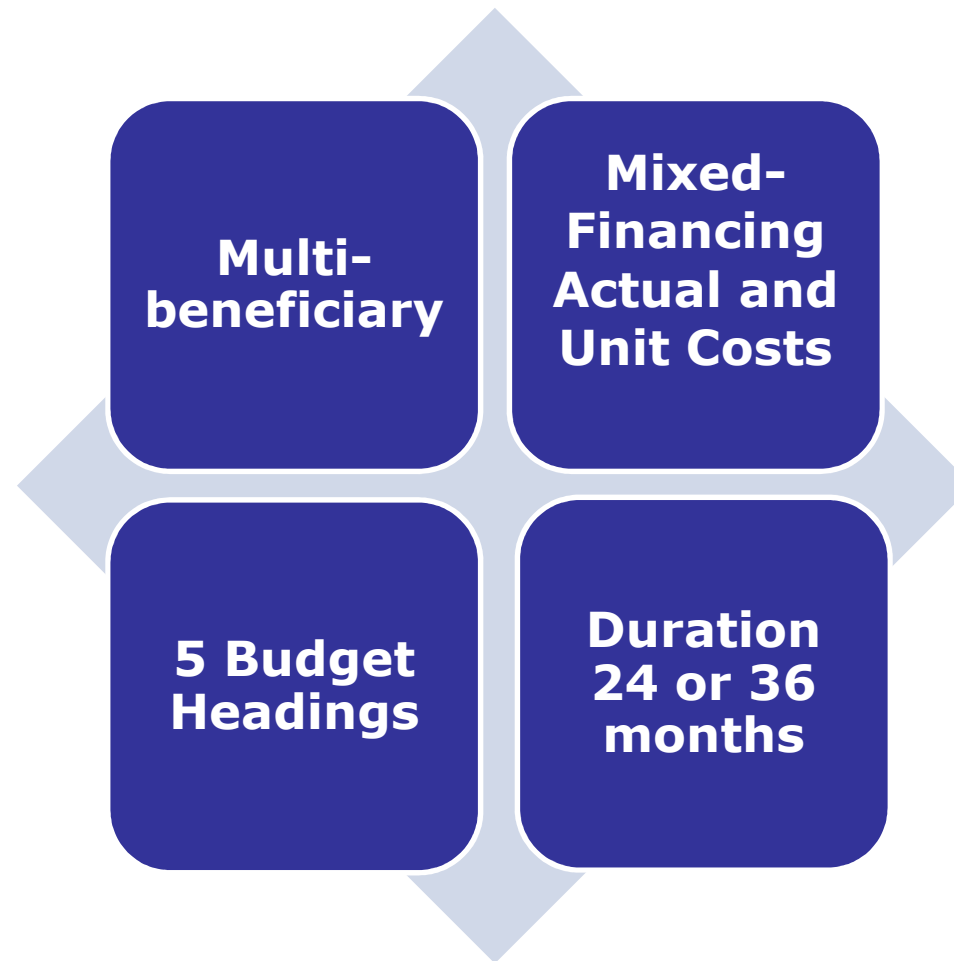 Multi-
beneficiary
Mixed-
Financing
Actual and
Unit Costs
5 Budget
Headings
Duration
24 or 36
months